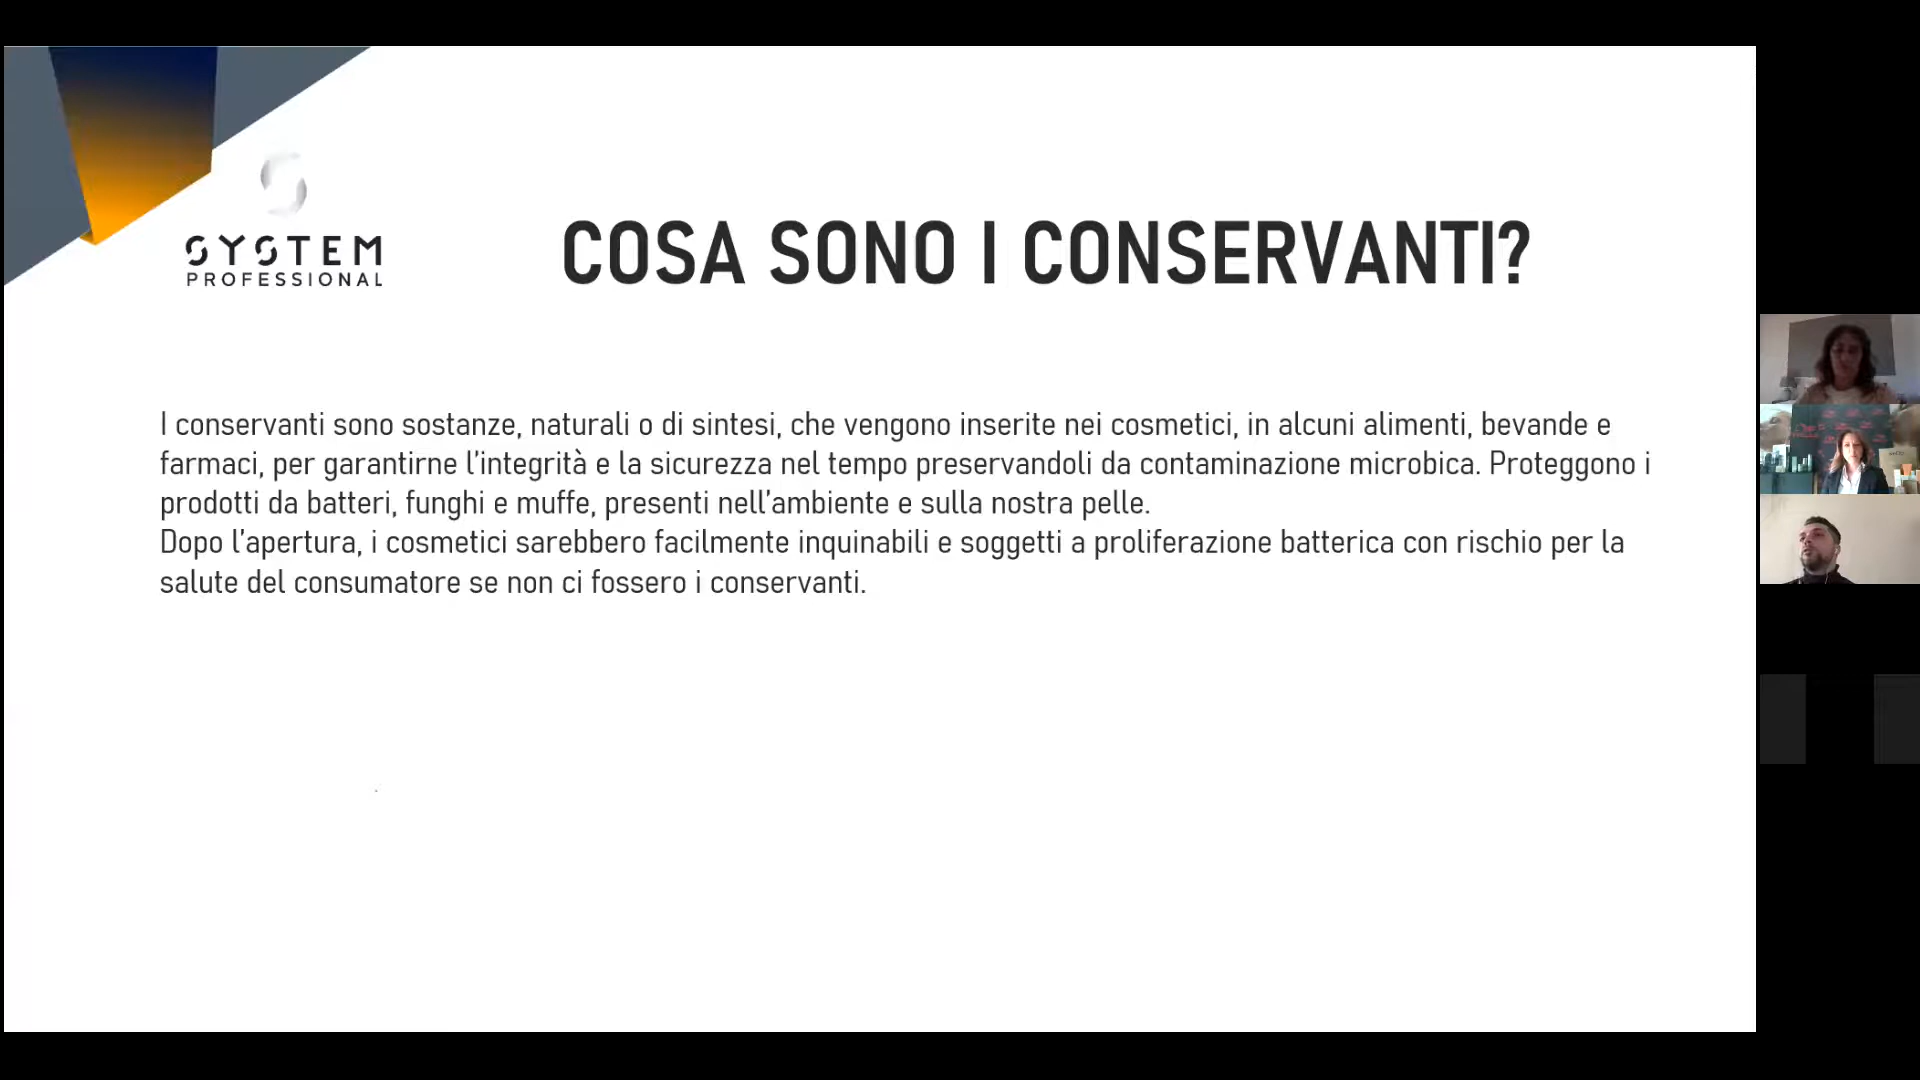 SYSTEM
PROFESSIONAL
COSA SONO I CONSERVANTI?
I conservanti sono sostanze, naturali o di sintesi, che vengono inserite nei cosmetici, in alcuni alimenti, bevande e
farmaci, per garantirne l'integrità e la sicurezza nel tempo preservandoli da contaminazione microbica. Proteggono i
prodotti da batteri, funghi e muffe, presenti nell'ambiente e sulla nostra pelle.
Dopo l'apertura, i cosmetici sarebbero facilmente inquinabili e soggetti a proliferazione batterica con rischio per la
salute del consumatore se non ci fossero i conservanti.